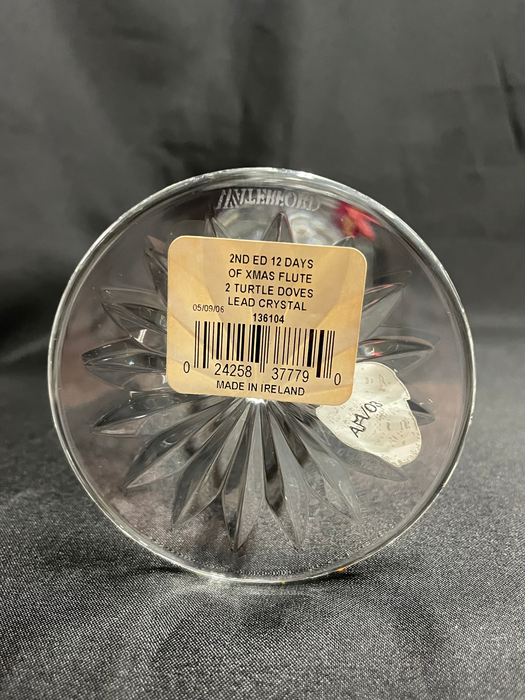 WATERFORD
2ND ED 12 DAYS
OF XMAS FLUTE
2 TURTLE DOVES
LEAD CRYSTAL
05/09/06
136104
0 24258 37779 0
MADE IN IRELAND